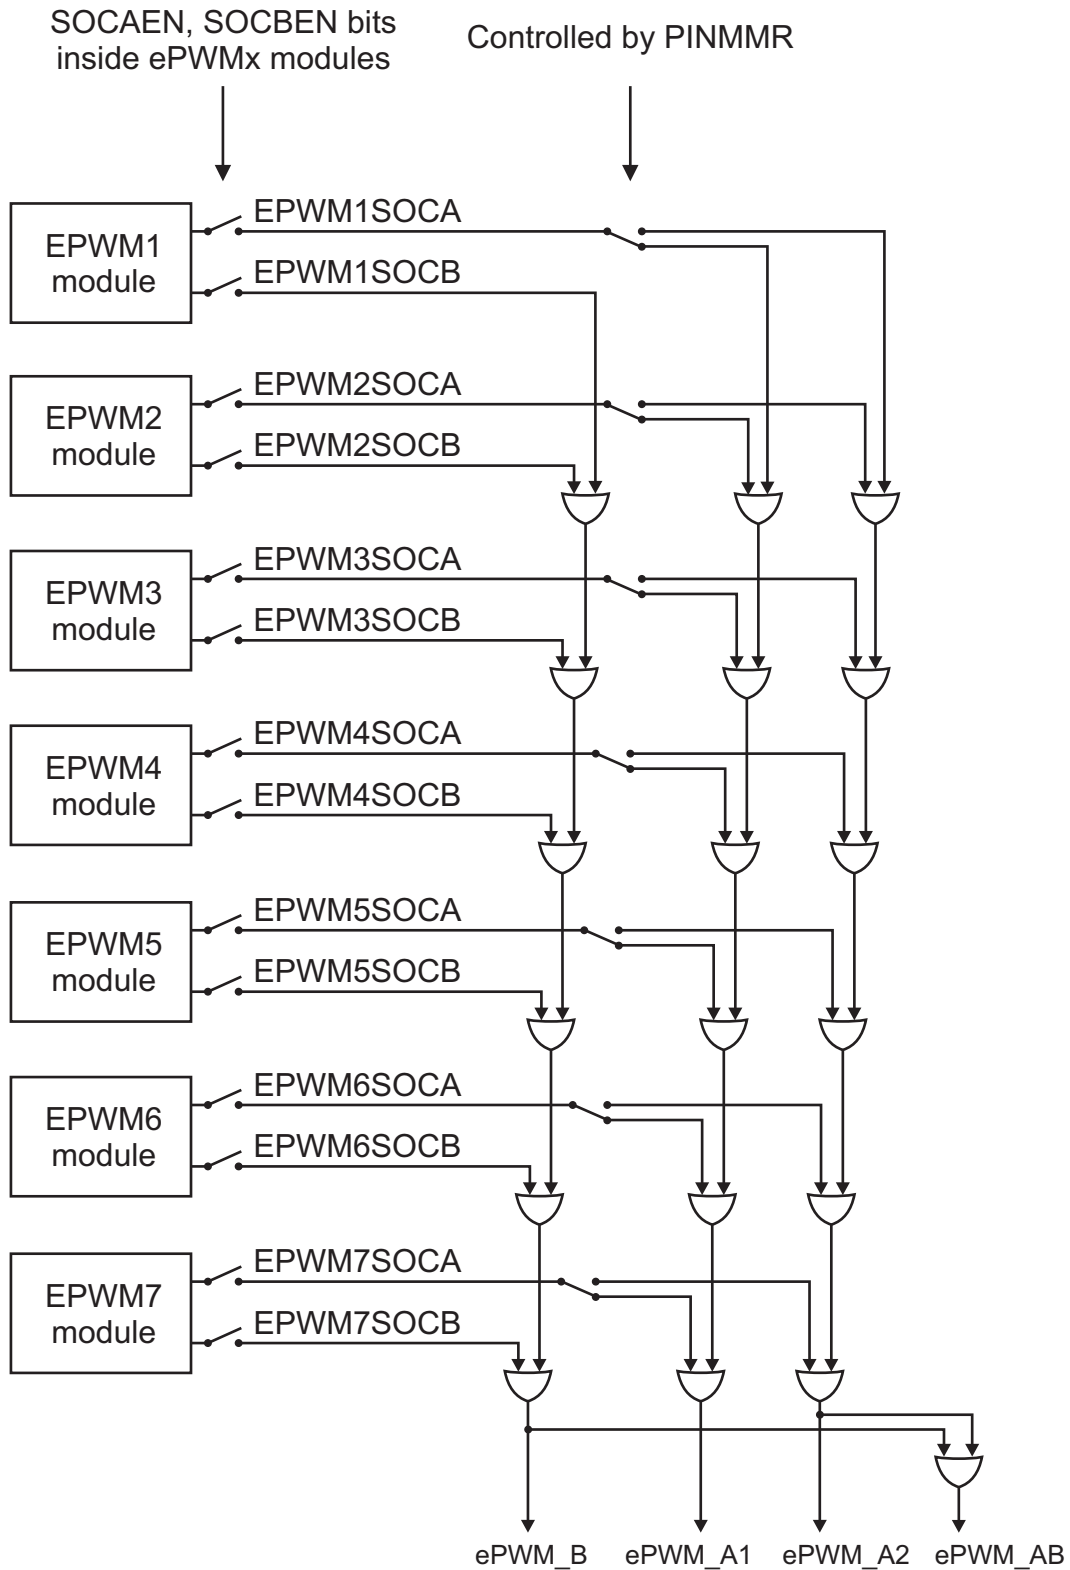 SOCAEN, SOCBEN bits
inside ePWMx modules
Controlled by PINMMR
EPWM1
module
EPWM1SOCA
EPWM1SOCB
EPWM2
module
EPWM2SOCA
EPWM2SOCB
EPWM3
module
EPWM3SOCA
EPWM3SOCB
EPWM4
module
EPWM4SOCA
EPWM4SOCB
EPWM5
module
EPWM5SOCA
EPWM5SOCB
EPWM6
module
EPWM6SOCA
EPWM6SOCB
EPWM7
module
EPWM7SOCA
EPWM7SOCB
ePWM_B ePWM_A1 ePWM_A2 ePWM_AB